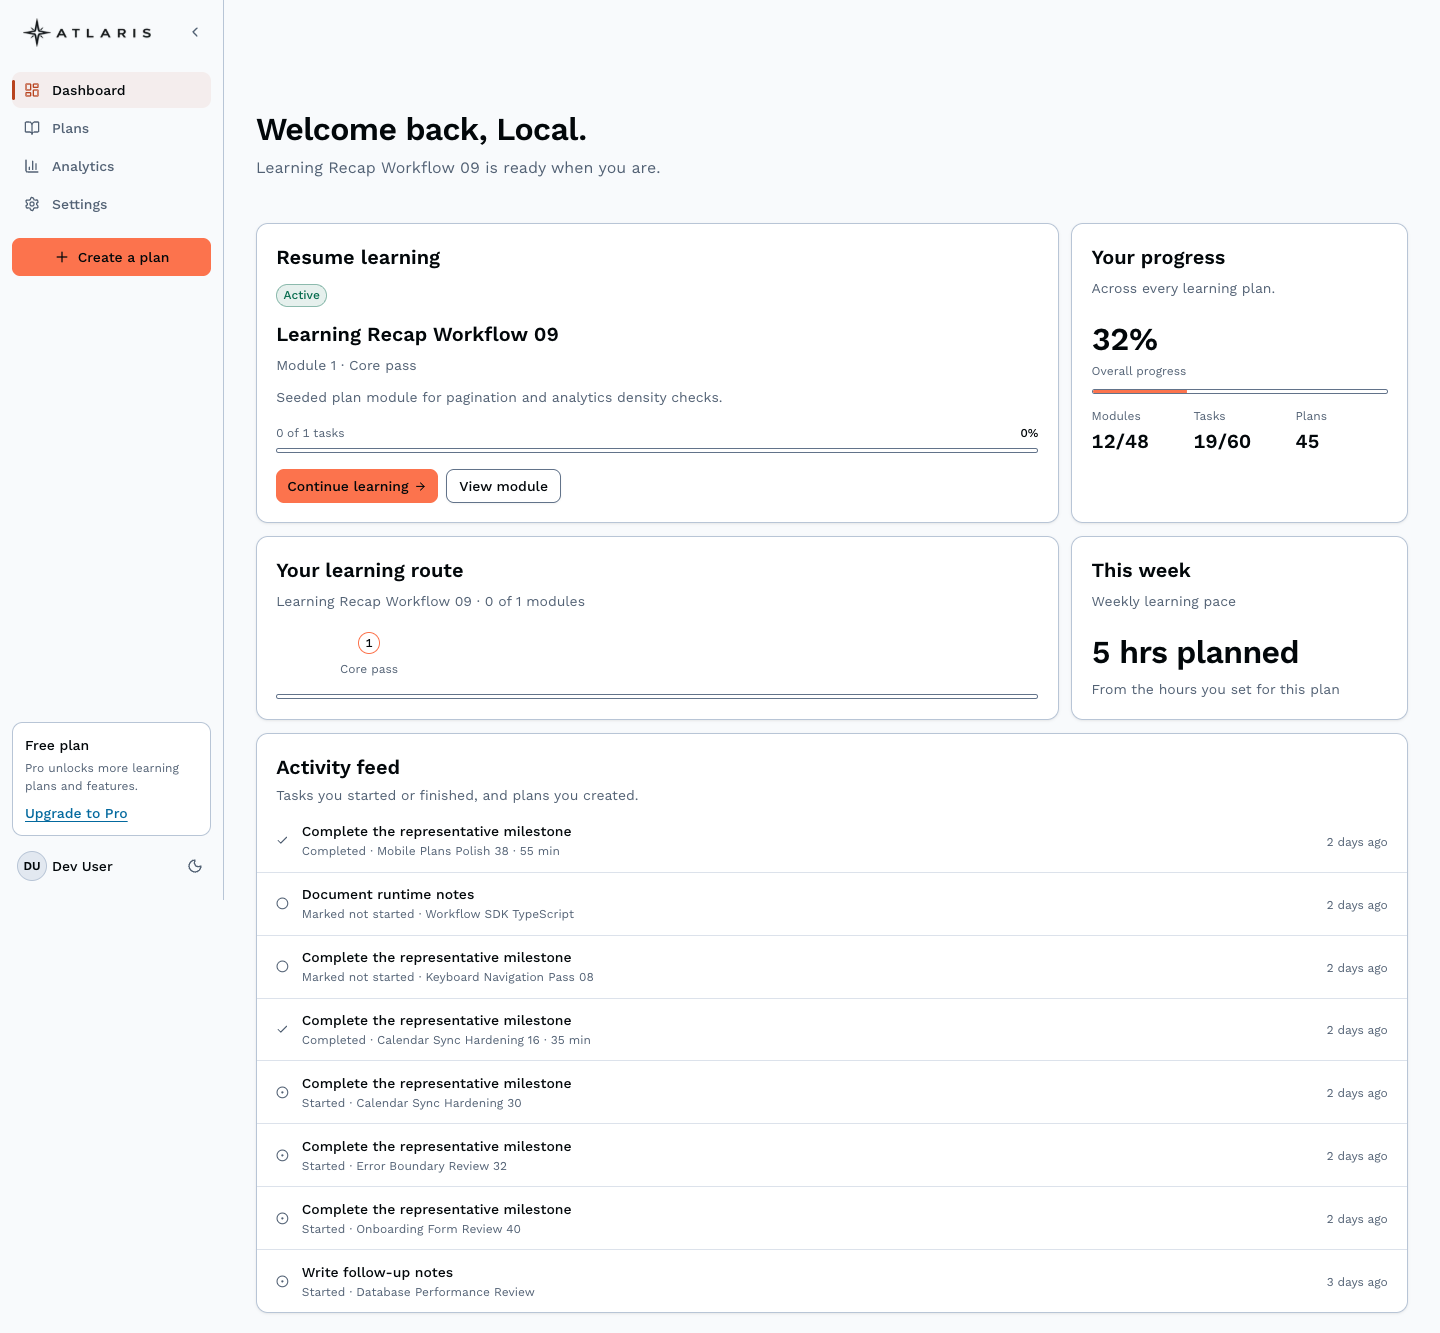 ATLARIS
Dashboard
Plans
Analytics
Settings
Create a plan
Free plan
Pro unlocks more learning
plans and features.
Upgrade to Pro
DU Dev User
Welcome back, Local.
Learning Recap Workflow 09 is ready when you are.
Resume learning
Active
Learning Recap Workflow 09
Module 1 · Core pass
Seeded plan module for pagination and analytics density checks.
0 of 1 tasks 0%
Continue learning → View module
Your progress
Across every learning plan.
32%
Overall progress
Modules Tasks Plans
12/48 19/60 45
Your learning route
Learning Recap Workflow 09 · 0 of 1 modules
1
Core pass
This week
Weekly learning pace
5 hrs planned
From the hours you set for this plan
Activity feed
Tasks you started or finished, and plans you created.
Complete the representative milestone
Completed · Mobile Plans Polish 38 · 55 min
2 days ago
Document runtime notes
Marked not started · Workflow SDK TypeScript
2 days ago
Complete the representative milestone
Marked not started · Keyboard Navigation Pass 08
2 days ago
Complete the representative milestone
Completed · Calendar Sync Hardening 16 · 35 min
2 days ago
Complete the representative milestone
Started · Calendar Sync Hardening 30
2 days ago
Complete the representative milestone
Started · Error Boundary Review 32
2 days ago
Complete the representative milestone
Started · Onboarding Form Review 40
2 days ago
Write follow-up notes
Started · Database Performance Review
3 days ago